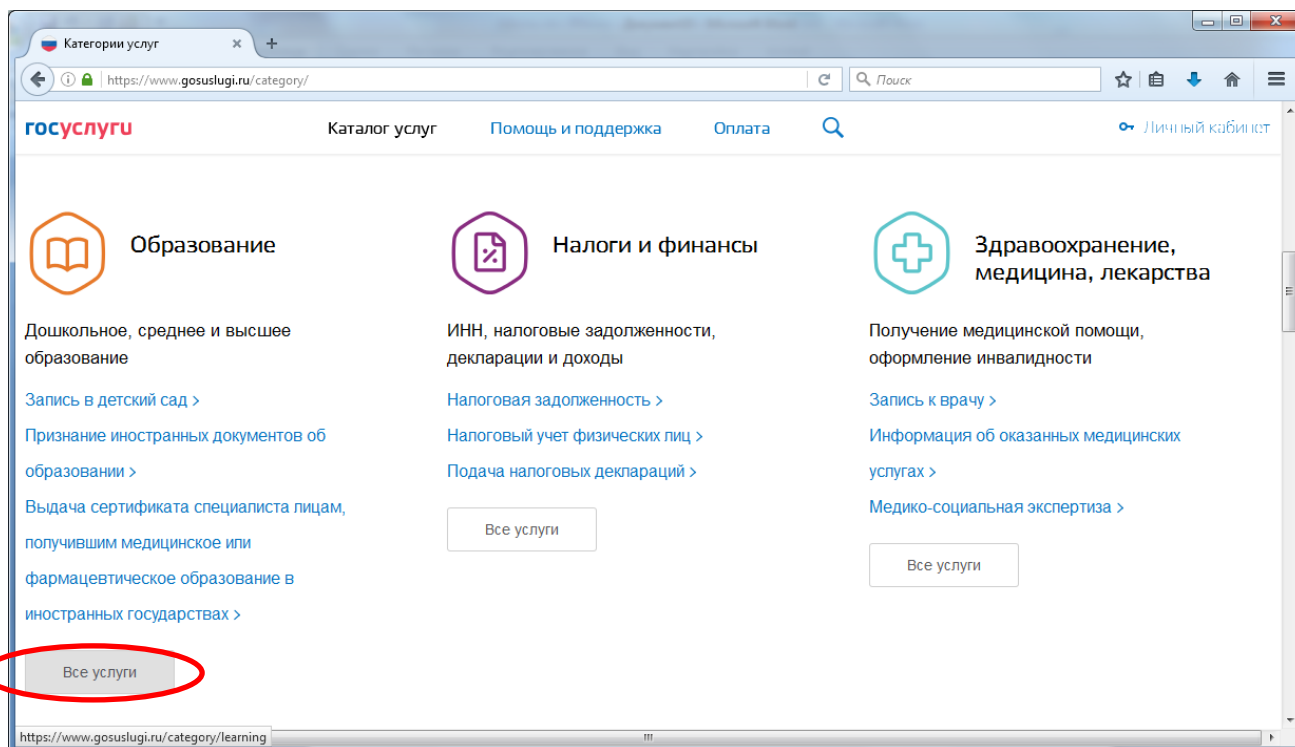 Категории услуг
https://www.gosuslugi.ru/category/
Поиск
госуслуги
Каталог услуг
Помощь и поддержка
Оплата
Личный кабинет
Образование
Дошкольное, среднее и высшее
образование
Запись в детский сад >
Признание иностранных документов об
образовании >
Выдача сертификата специалиста лицам,
получившим медицинское или
фармацевтическое образование в
иностранных государствах >
Все услуги
Налоги и финансы
ИНН, налоговые задолженности,
декларации и доходы
Налоговая задолженность >
Налоговый учет физических лиц >
Подача налоговых деклараций >
Все услуги
Здравоохранение,
медицина, лекарства
Получение медицинской помощи,
оформление инвалидности
Запись к врачу >
Информация об оказанных медицинских
услугах >
Медико-социальная экспертиза >
Все услуги
https://www.gosuslugi.ru/category/learning